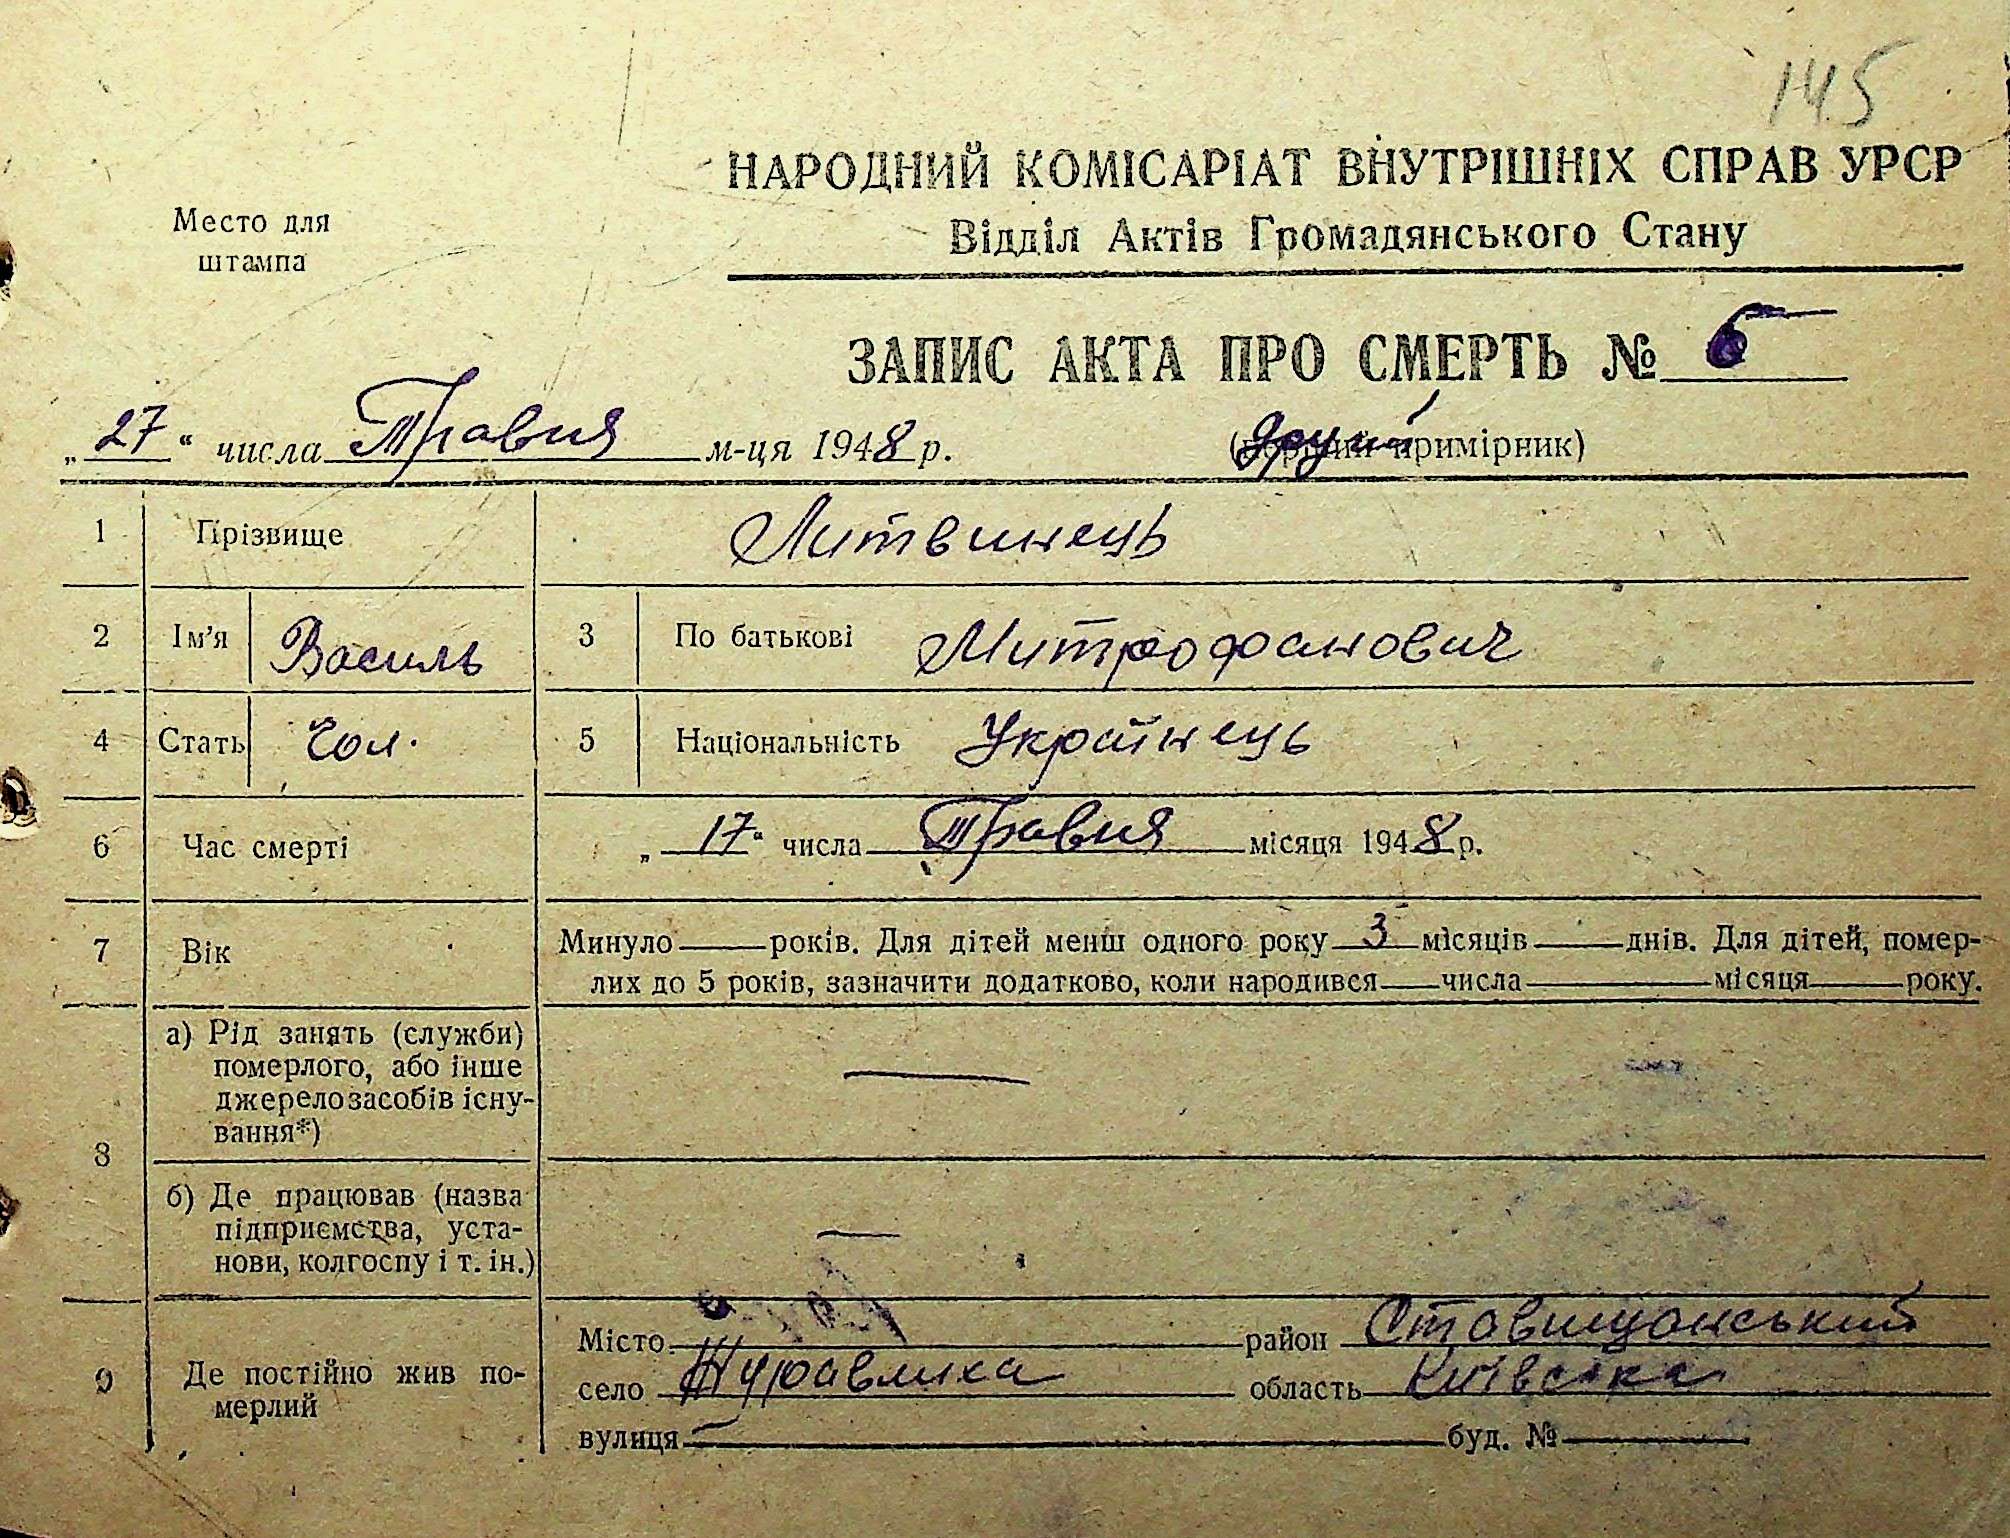 145
НАРОДНИЙ КОМІСАРІАТ ВНУТРІШНІХ СПРАВ УРСР
Место для штампа
Відділ Актів Громадянського Стану
ЗАПИС АКТА ПРО СМЕРТЬ № 6
„27“ числа Травня м-ця 1948 р.
(другий примірник)
1 Прізвище Литвинець
2 Ім’я Василь 3 По батькові Митрофанович
4 Стать Чол. 5 Національність Українець
6 Час смерті „17“ числа Травня місяця 1948 р.
7 Вік Минуло — років. Для дітей менш одного року 3 місяців — днів. Для дітей, помер-
лих до 5 років, зазначити додатково, коли народився — числа — місяця — року.
8 а) Рід занять (служби)
померлого, або інше
джерело засобів існу-
вання*) —
б) Де працював (назва
підприємства, уста-
нови, колгоспу і т. ін.) —
9 Де постійно жив по-
мерлий
Місто район Ставищанський
село Журавлиха область Київська
вулиця — буд. №